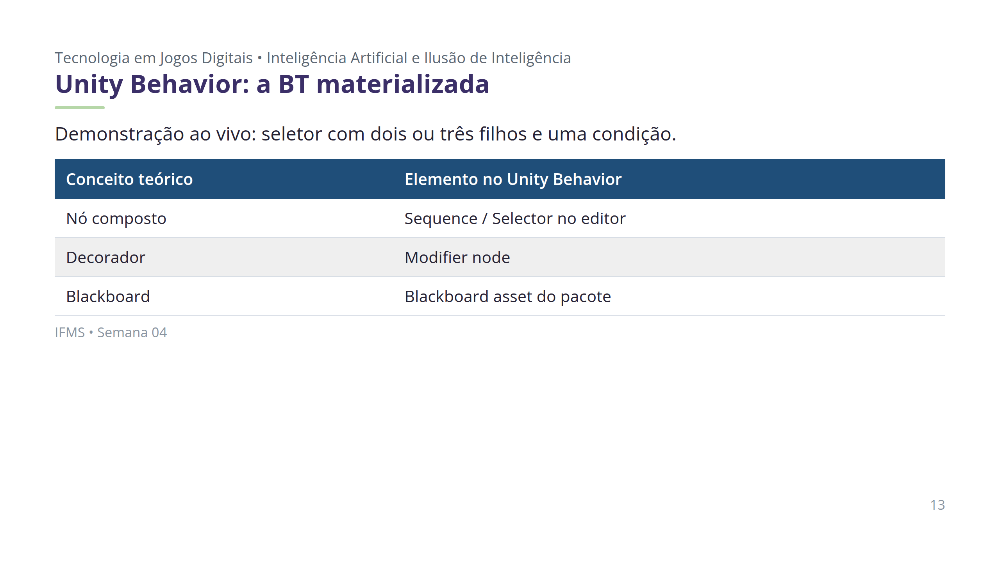 Tecnologia em Jogos Digitais • Inteligência Artificial e Ilusão de Inteligência
Unity Behavior: a BT materializada
Demonstração ao vivo: seletor com dois ou três filhos e uma condição.
Conceito teórico Elemento no Unity Behavior
Nó composto Sequence / Selector no editor
Decorador Modifier node
Blackboard Blackboard asset do pacote
IFMS • Semana 04
13